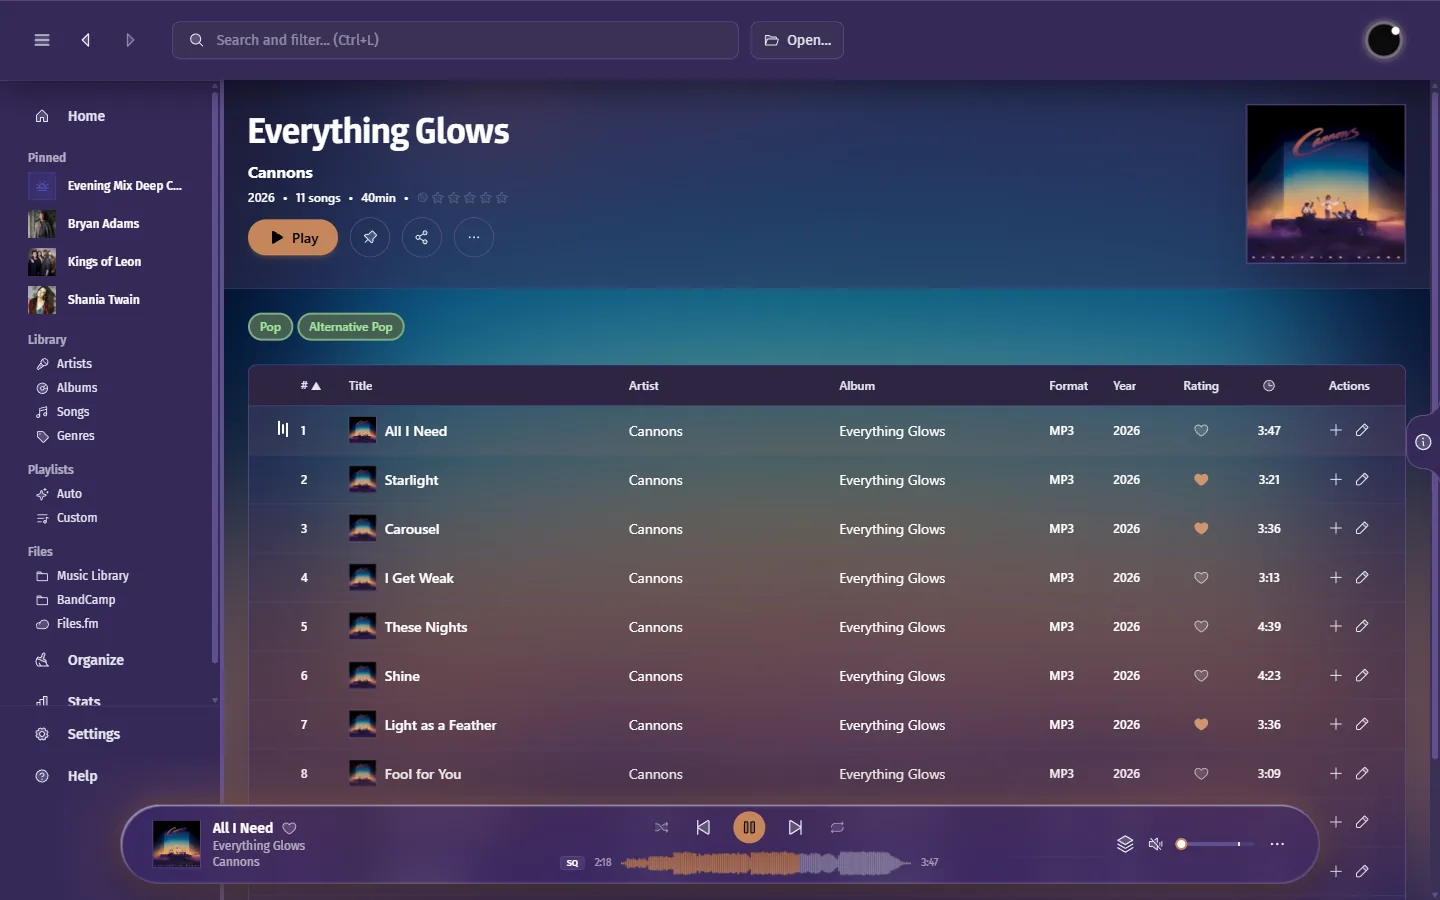 Search and filter... (Ctrl+L)
Open...
Home
Pinned
Evening Mix Deep C...
Bryan Adams
Kings of Leon
Shania Twain
Library
Artists
Albums
Songs
Genres
Playlists
Auto
Custom
Files
Music Library
BandCamp
Files.fm
Organize
Stats
Settings
Help
Everything Glows
Cannons
2026 • 11 songs • 40min •
Play
Cannons
Pop
Alternative Pop
# Title Artist Album Format Year Rating Actions
1 All I Need Cannons Everything Glows MP3 2026 3:47
2 Starlight Cannons Everything Glows MP3 2026 3:21
3 Carousel Cannons Everything Glows MP3 2026 3:36
4 I Get Weak Cannons Everything Glows MP3 2026 3:13
5 These Nights Cannons Everything Glows MP3 2026 4:39
6 Shine Cannons Everything Glows MP3 2026 4:23
7 Light as a Feather Cannons Everything Glows MP3 2026 3:36
8 Fool for You Cannons Everything Glows MP3 2026 3:09
All I Need
Everything Glows
Cannons
SQ 2:18 3:47